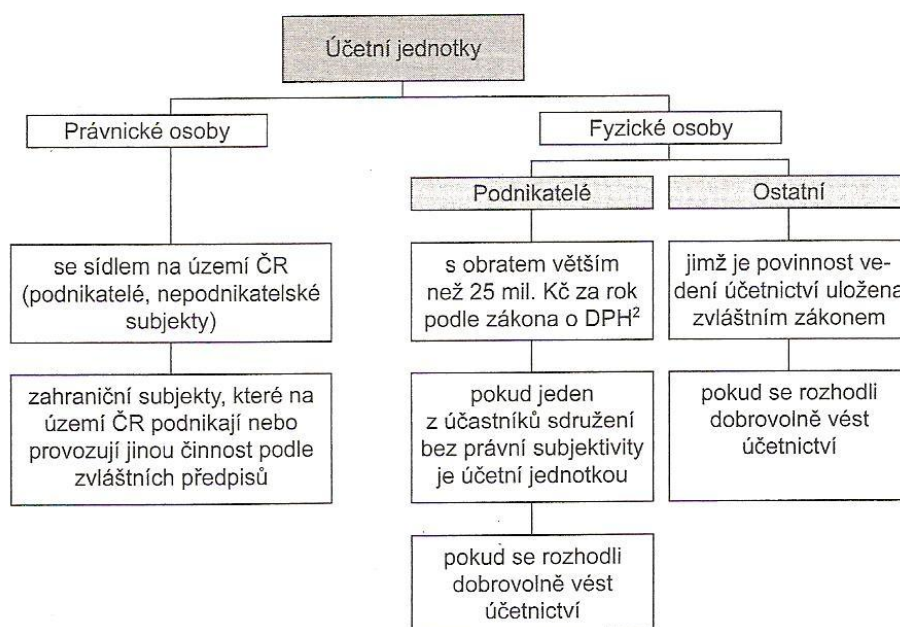 Účetní jednotky
Právnické osoby
Fyzické osoby
Podnikatelé
Ostatní
se sídlem na území ČR
(podnikatelé, nepodnikatelské
subjekty)
zahraniční subjekty, které na
území ČR podnikají nebo
provozují jinou činnost podle
zvláštních předpisů
s obratem větším
než 25 mil. Kč za rok
podle zákona o DPH²
pokud jeden
z účastníků sdružení
bez právní subjektivity
je účetní jednotkou
pokud se rozhodli
dobrovolně vést
účetnictví
jimž je povinnost ve-
dení účetnictví uložena
zvláštním zákonem
pokud se rozhodli
dobrovolně vést
účetnictví